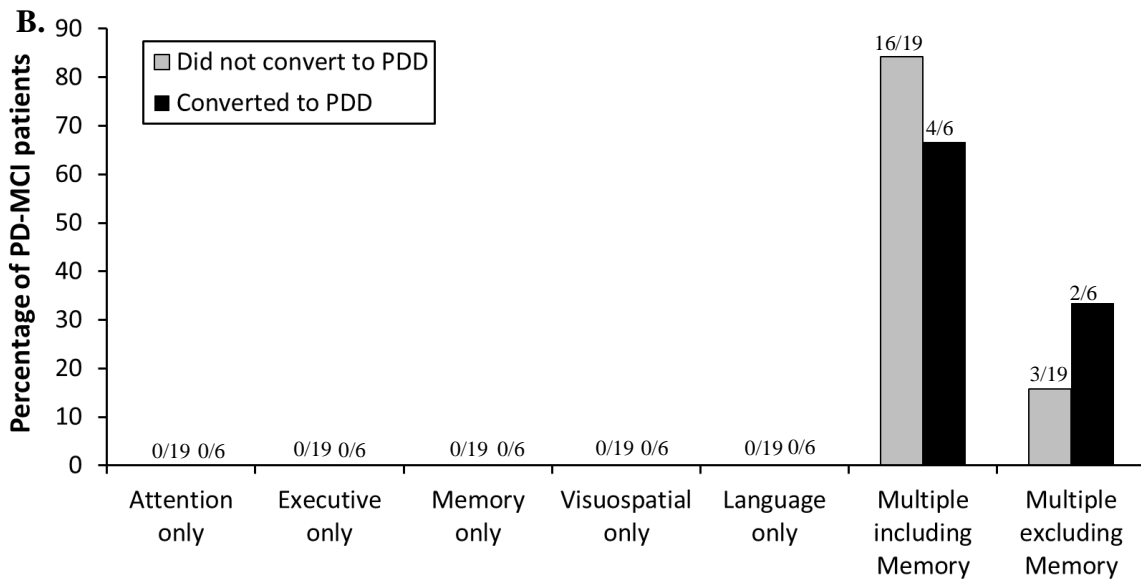 B.
Percentage of PD-MCI patients
90
80
70
60
50
40
30
20
10
0
Did not convert to PDD
Converted to PDD
0/19 0/6
0/19 0/6
0/19 0/6
0/19 0/6
0/19 0/6
16/19
4/6
3/19
2/6
Attention
only
Executive
only
Memory
only
Visuospatial
only
Language
only
Multiple
including
Memory
Multiple
excluding
Memory